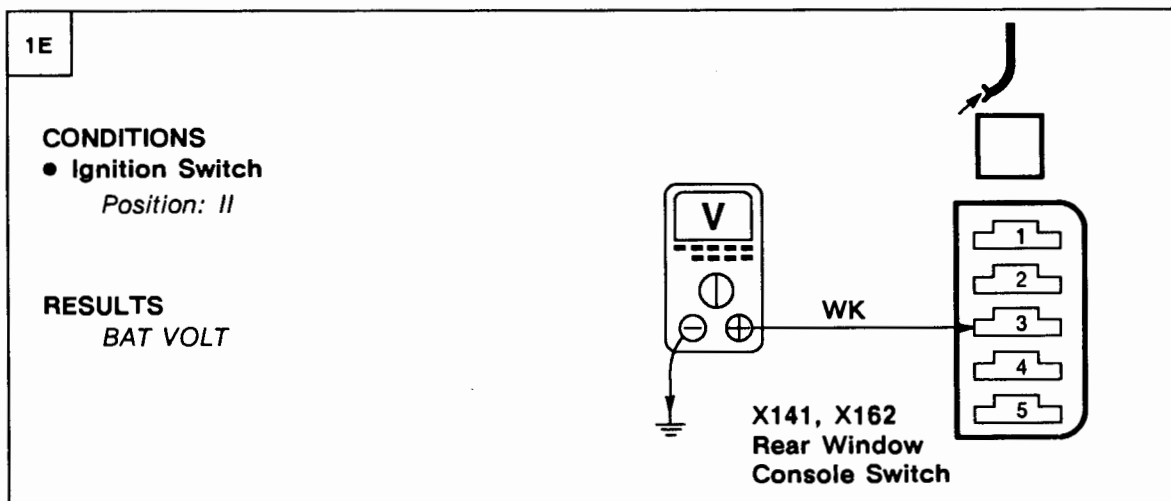 1E
CONDITIONS
● Ignition Switch
Position: II
RESULTS
BAT VOLT
V
WK
1
2
3
4
5
X141, X162
Rear Window
Console Switch